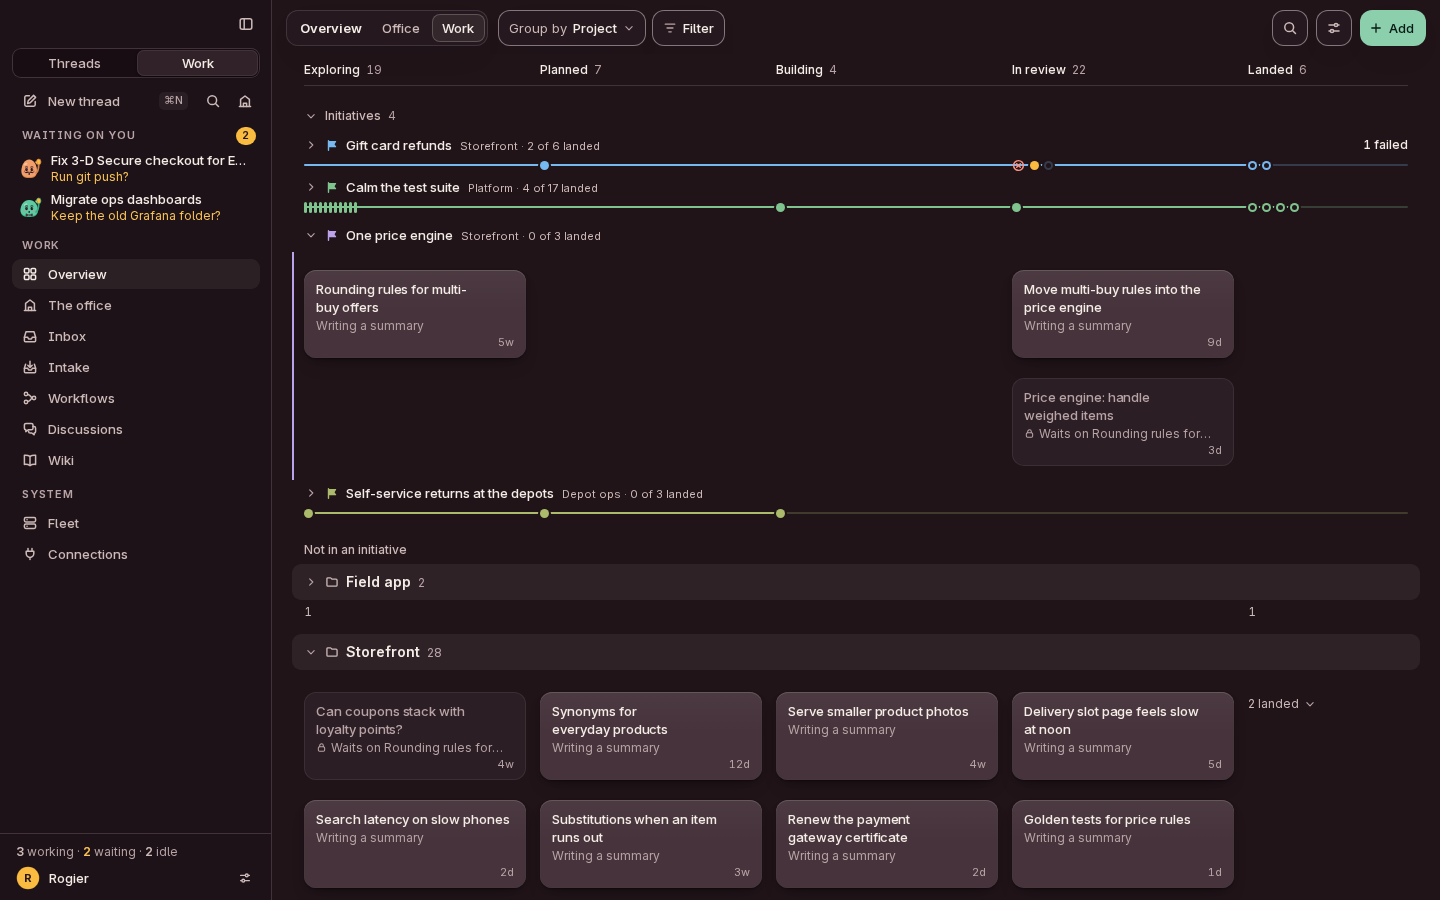 Threads
Work
New thread
⌘N
WAITING ON YOU
2
Fix 3-D Secure checkout for E...
Run git push?
Migrate ops dashboards
Keep the old Grafana folder?
WORK
Overview
The office
Inbox
Intake
Workflows
Discussions
Wiki
SYSTEM
Fleet
Connections
3 working · 2 waiting · 2 idle
R
Rogier
Overview
Office
Work
Group by Project
Filter
Add
Exploring 19
Planned 7
Building 4
In review 22
Landed 6
Initiatives 4
Gift card refunds Storefront · 2 of 6 landed
1 failed
Calm the test suite Platform · 4 of 17 landed
One price engine Storefront · 0 of 3 landed
Rounding rules for multi-
buy offers
Writing a summary
5w
Move multi-buy rules into the
price engine
Writing a summary
9d
Price engine: handle
weighed items
Waits on Rounding rules for...
3d
Self-service returns at the depots Depot ops · 0 of 3 landed
Not in an initiative
Field app 2
1
1
Storefront 28
Can coupons stack with
loyalty points?
Waits on Rounding rules for...
4w
Synonyms for
everyday products
Writing a summary
12d
Serve smaller product photos
Writing a summary
4w
Delivery slot page feels slow
at noon
Writing a summary
5d
2 landed
Search latency on slow phones
Writing a summary
2d
Substitutions when an item
runs out
Writing a summary
3w
Renew the payment
gateway certificate
Writing a summary
2d
Golden tests for price rules
Writing a summary
1d